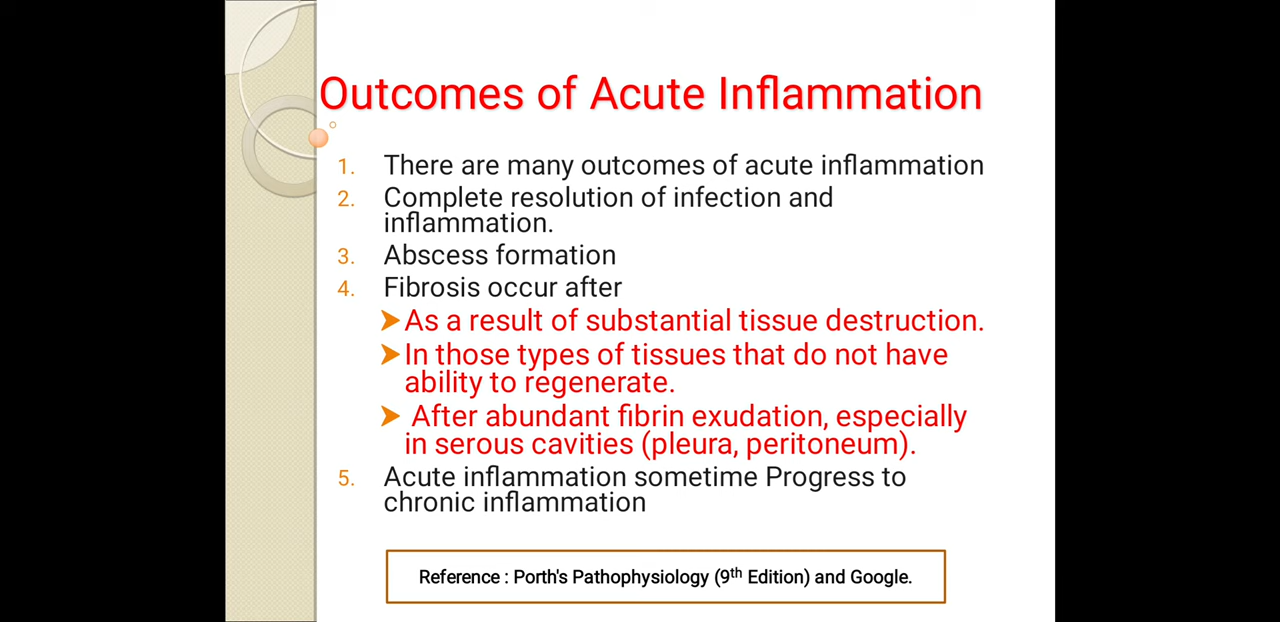 Outcomes of Acute Inflammation
1. There are many outcomes of acute inflammation
2. Complete resolution of infection and
inflammation.
3. Abscess formation
4. Fibrosis occur after
➤As a result of substantial tissue destruction.
➤In those types of tissues that do not have
ability to regenerate.
➤ After abundant fibrin exudation, especially
in serous cavities (pleura, peritoneum).
5. Acute inflammation sometime Progress to
chronic inflammation
Reference : Porth's Pathophysiology (9th Edition) and Google.